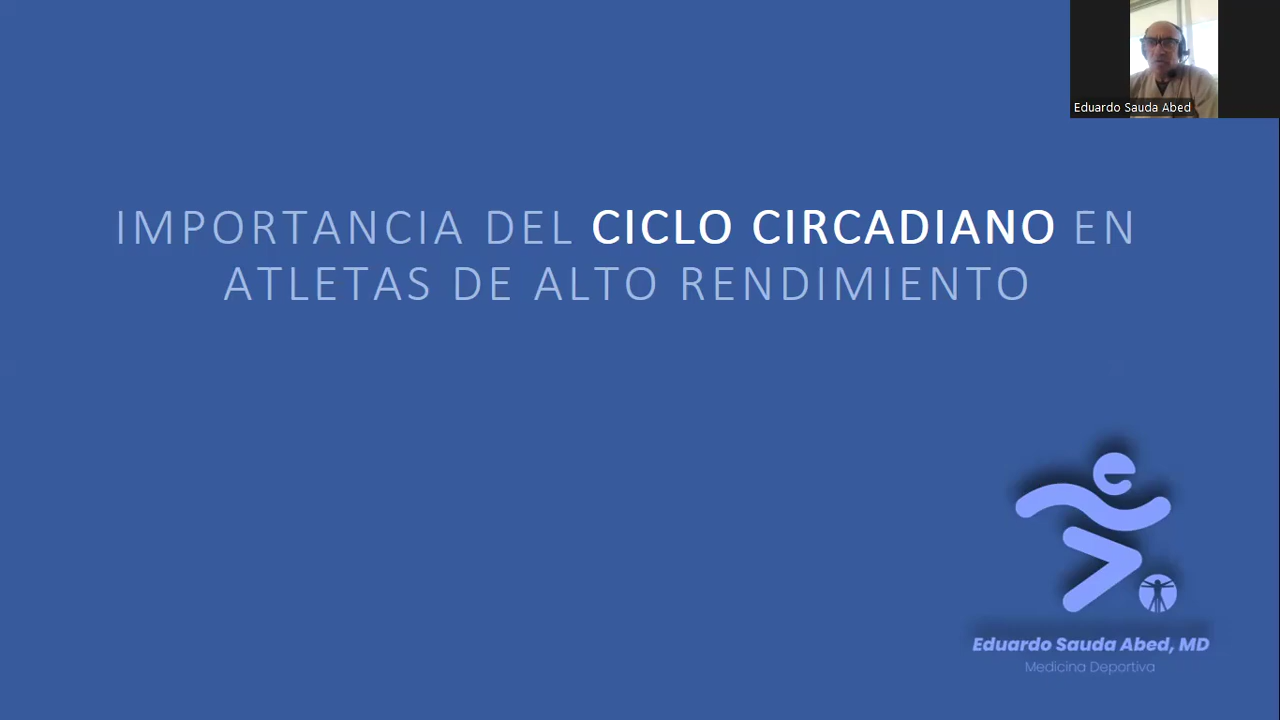 Eduardo Sauda Abed
IMPORTANCIA DEL CICLO CIRCADIANO EN
ATLETAS DE ALTO RENDIMIENTO
Eduardo Sauda Abed, MD
Medicina Deportiva